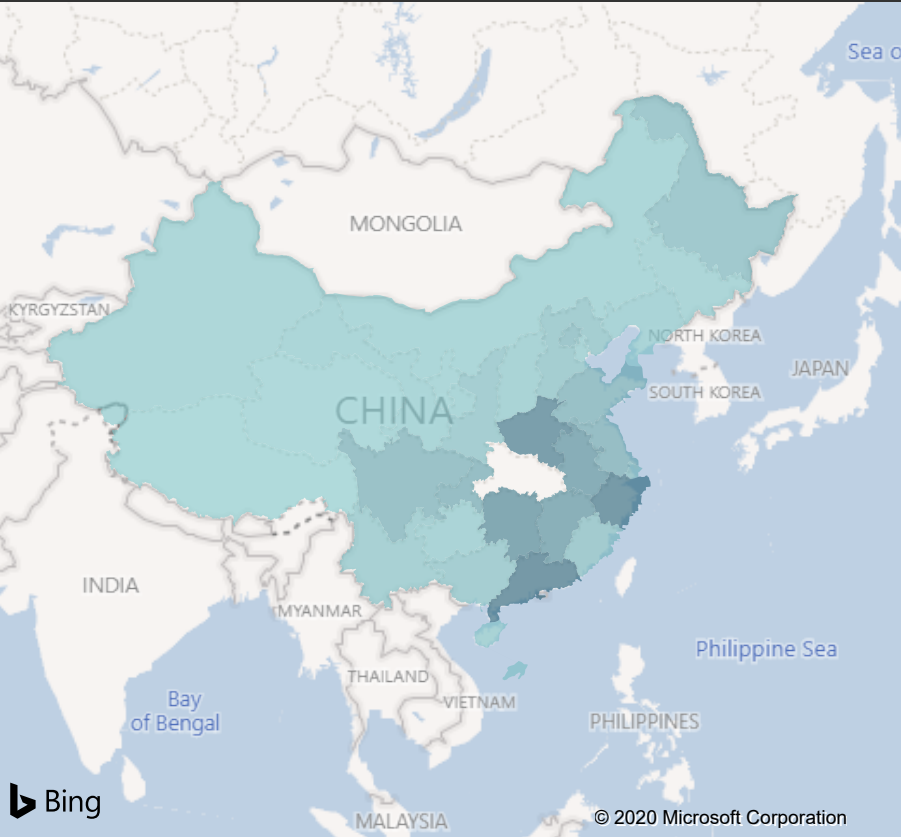 Sea o
MONGOLIA
KYRGYZSTAN
NORTH KOREA
JAPAN
SOUTH KOREA
CHINA
INDIA
MYANMAR
Philippine Sea
THAILAND
Bay
of Bengal
VIETNAM
PHILIPPINES
Bing
MALAYSIA
© 2020 Microsoft Corporation